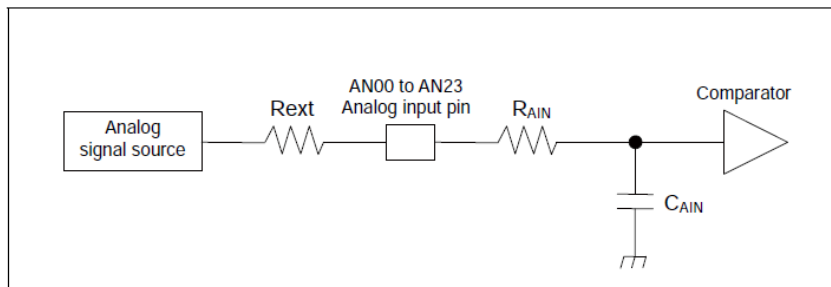 AN00 to AN23
Analog input pin
Comparator
Rext
RAIN
Analog
signal source
CAIN